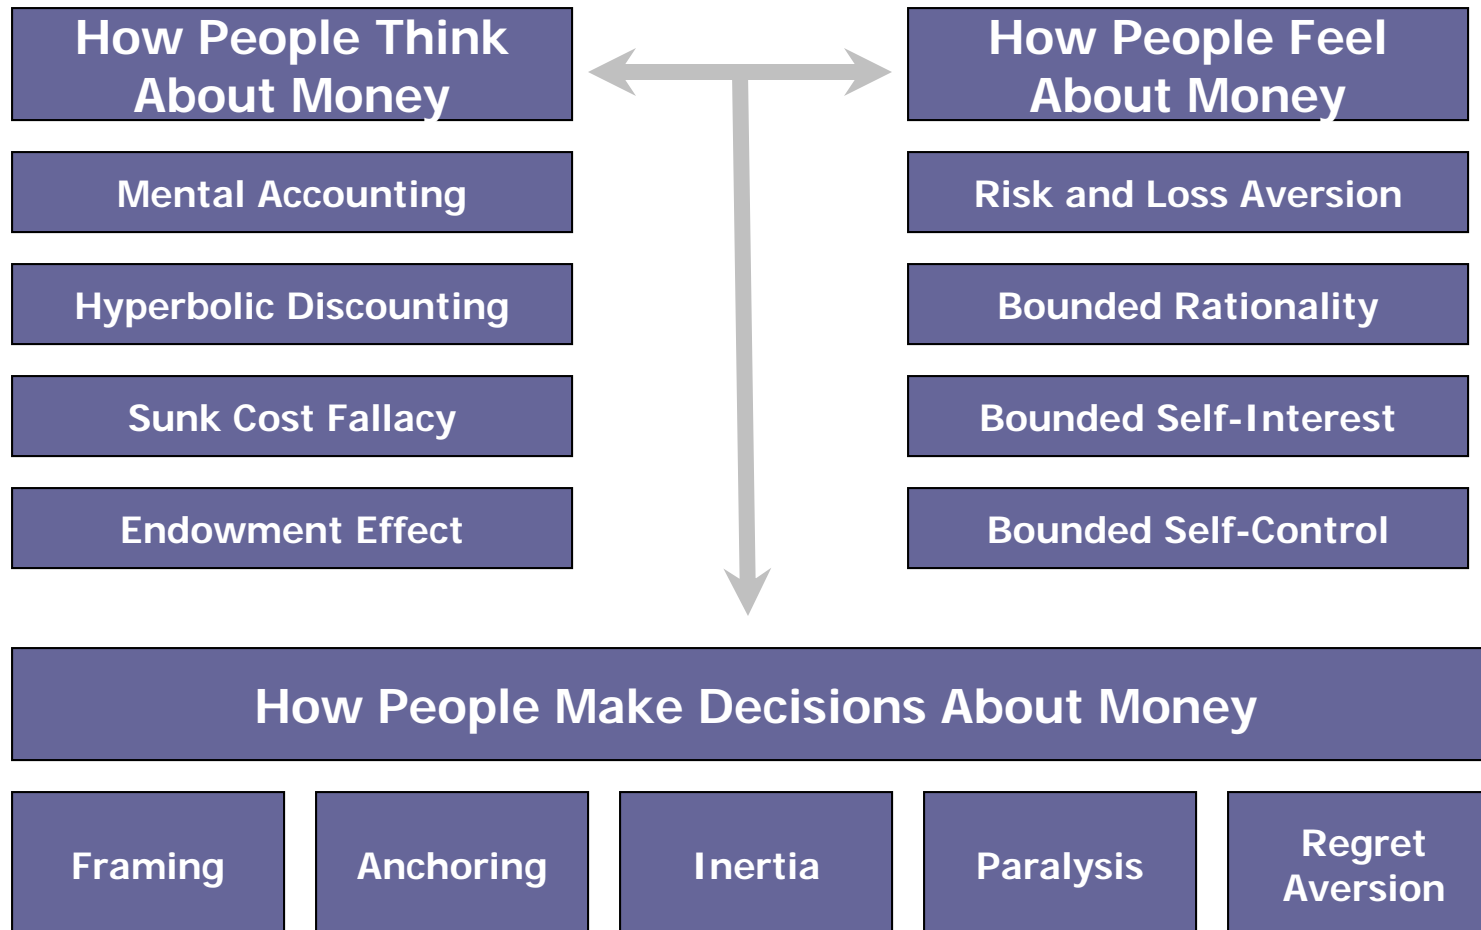 How People Think
About Money
Mental Accounting
Hyperbolic Discounting
Sunk Cost Fallacy
Endowment Effect
How People Feel
About Money
Risk and Loss Aversion
Bounded Rationality
Bounded Self-Interest
Bounded Self-Control
How People Make Decisions About Money
Framing
Anchoring
Inertia
Paralysis
Regret
Aversion